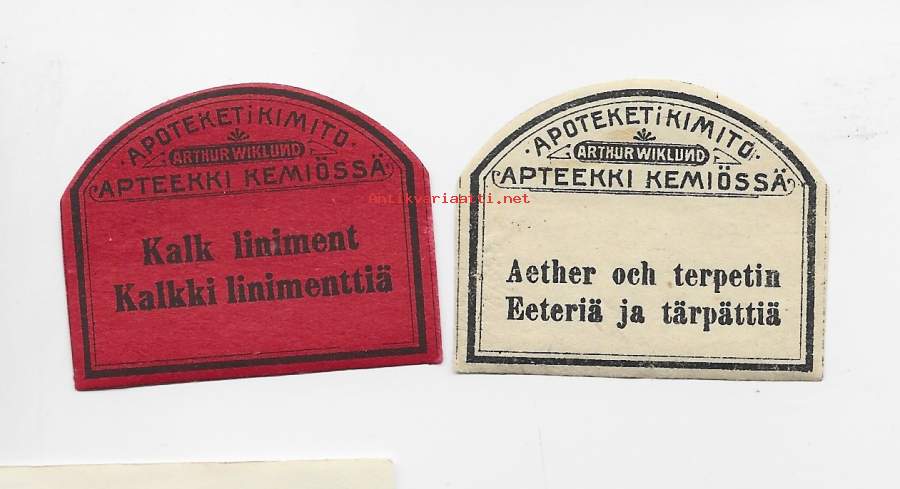 APOTEKET i KIMITO
ARTHUR WIKLUND
APTEEKKI KEMIÖSSÄ
Kalk liniment
Kalkki linimenttiä
APOTEKET i KIMITO
ARTHUR WIKLUND
APTEEKKI KEMIÖSSÄ
Aether och terpetin
Eeteriä ja tärpättiä
Antikvariaatti.net